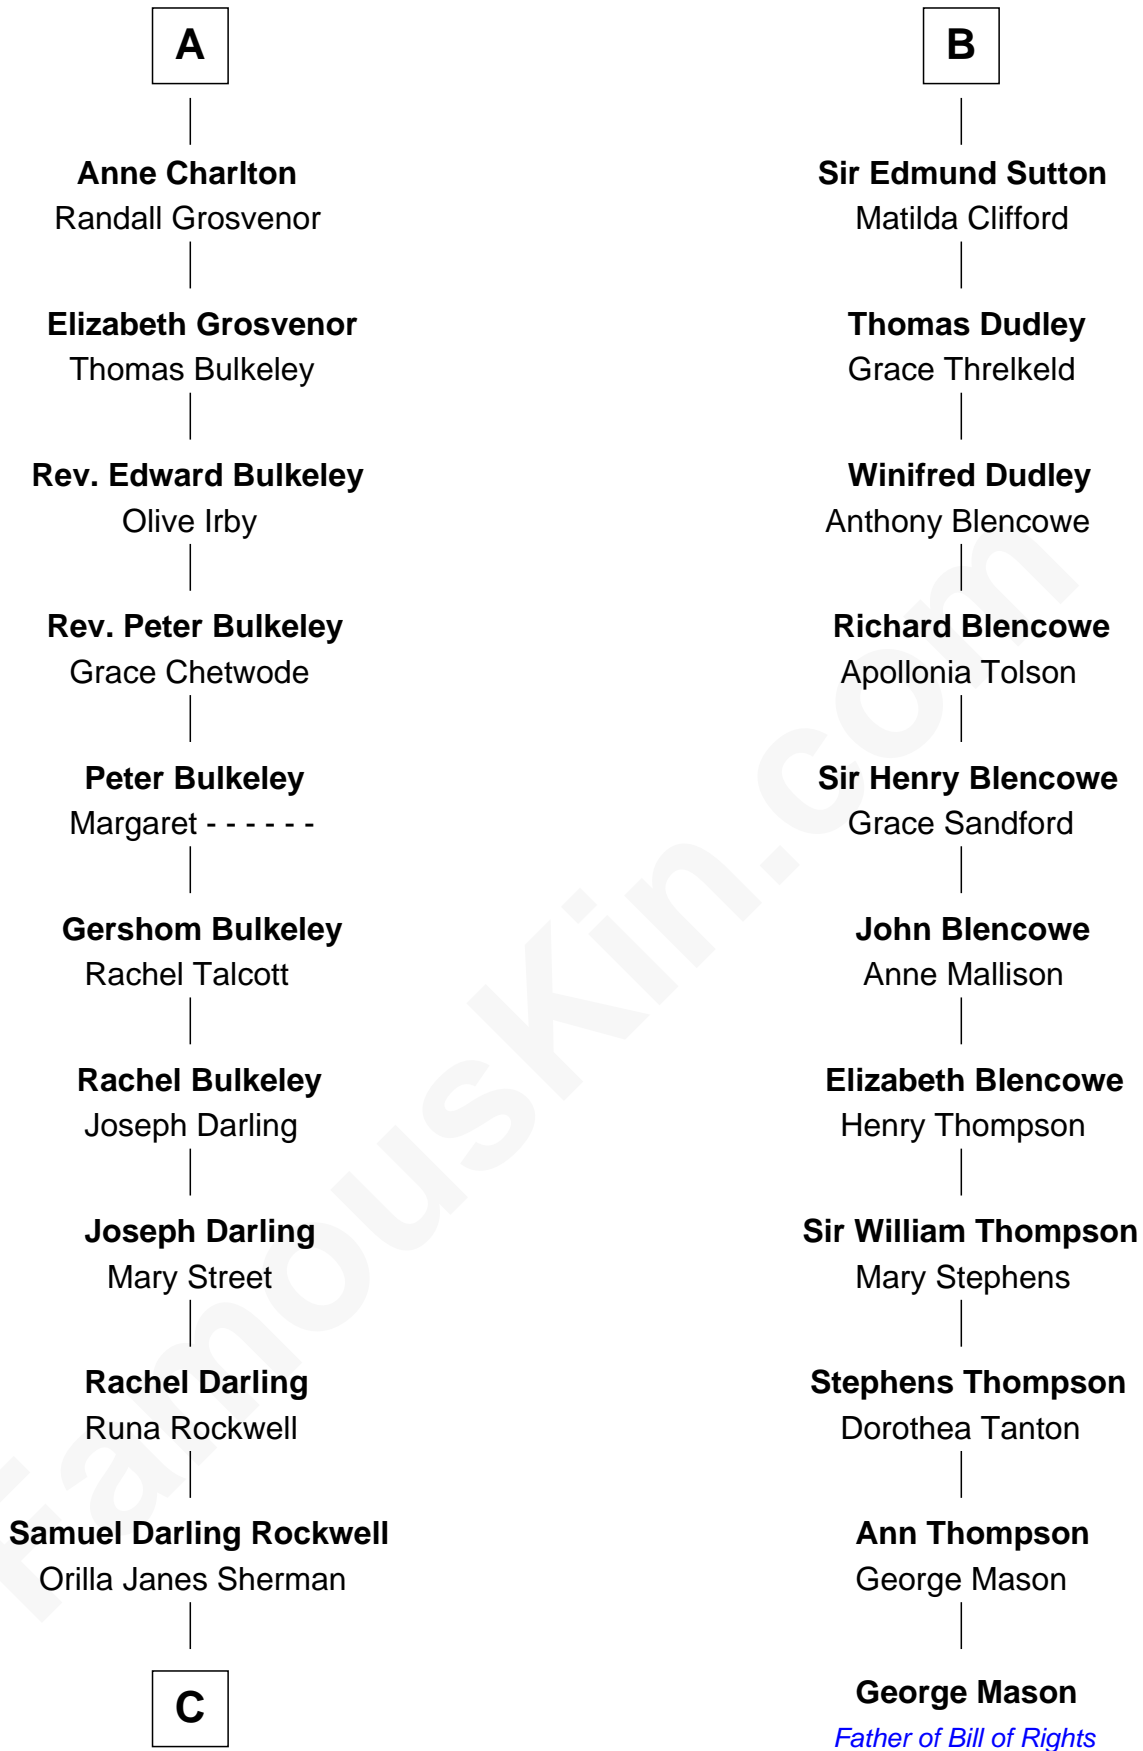 A
Anne Charlton
Randall Grosvenor
Elizabeth Grosvenor
Thomas Bulkeley
Rev. Edward Bulkeley
Olive Irby
Rev. Peter Bulkeley
Grace Chetwode
Peter Bulkeley
Margaret - - - - - -
Gershom Bulkeley
Rachel Talcott
Rachel Bulkeley
Joseph Darling
Joseph Darling
Mary Street
Rachel Darling
Runa Rockwell
Samuel Darling Rockwell
Orilla Janes Sherman
C
B
Sir Edmund Sutton
Matilda Clifford
Thomas Dudley
Grace Threlkeld
Winifred Dudley
Anthony Blencowe
Richard Blencowe
Apollonia Tolson
Sir Henry Blencowe
Grace Sandford
John Blencowe
Anne Mallison
Elizabeth Blencowe
Henry Thompson
Sir William Thompson
Mary Stephens
Stephens Thompson
Dorothea Tanton
Ann Thompson
George Mason
George Mason
Father of Bill of Rights
FamousKin.com